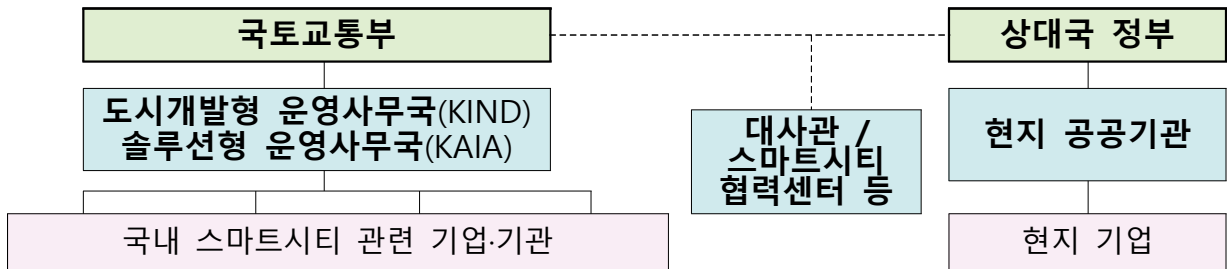 국토교통부
상대국 정부
도시개발형 운영사무국(KIND)
솔루션형 운영사무국(KAIA)
대사관 /
스마트시티
협력센터 등
현지 공공기관
국내 스마트시티 관련 기업·기관
현지 기업